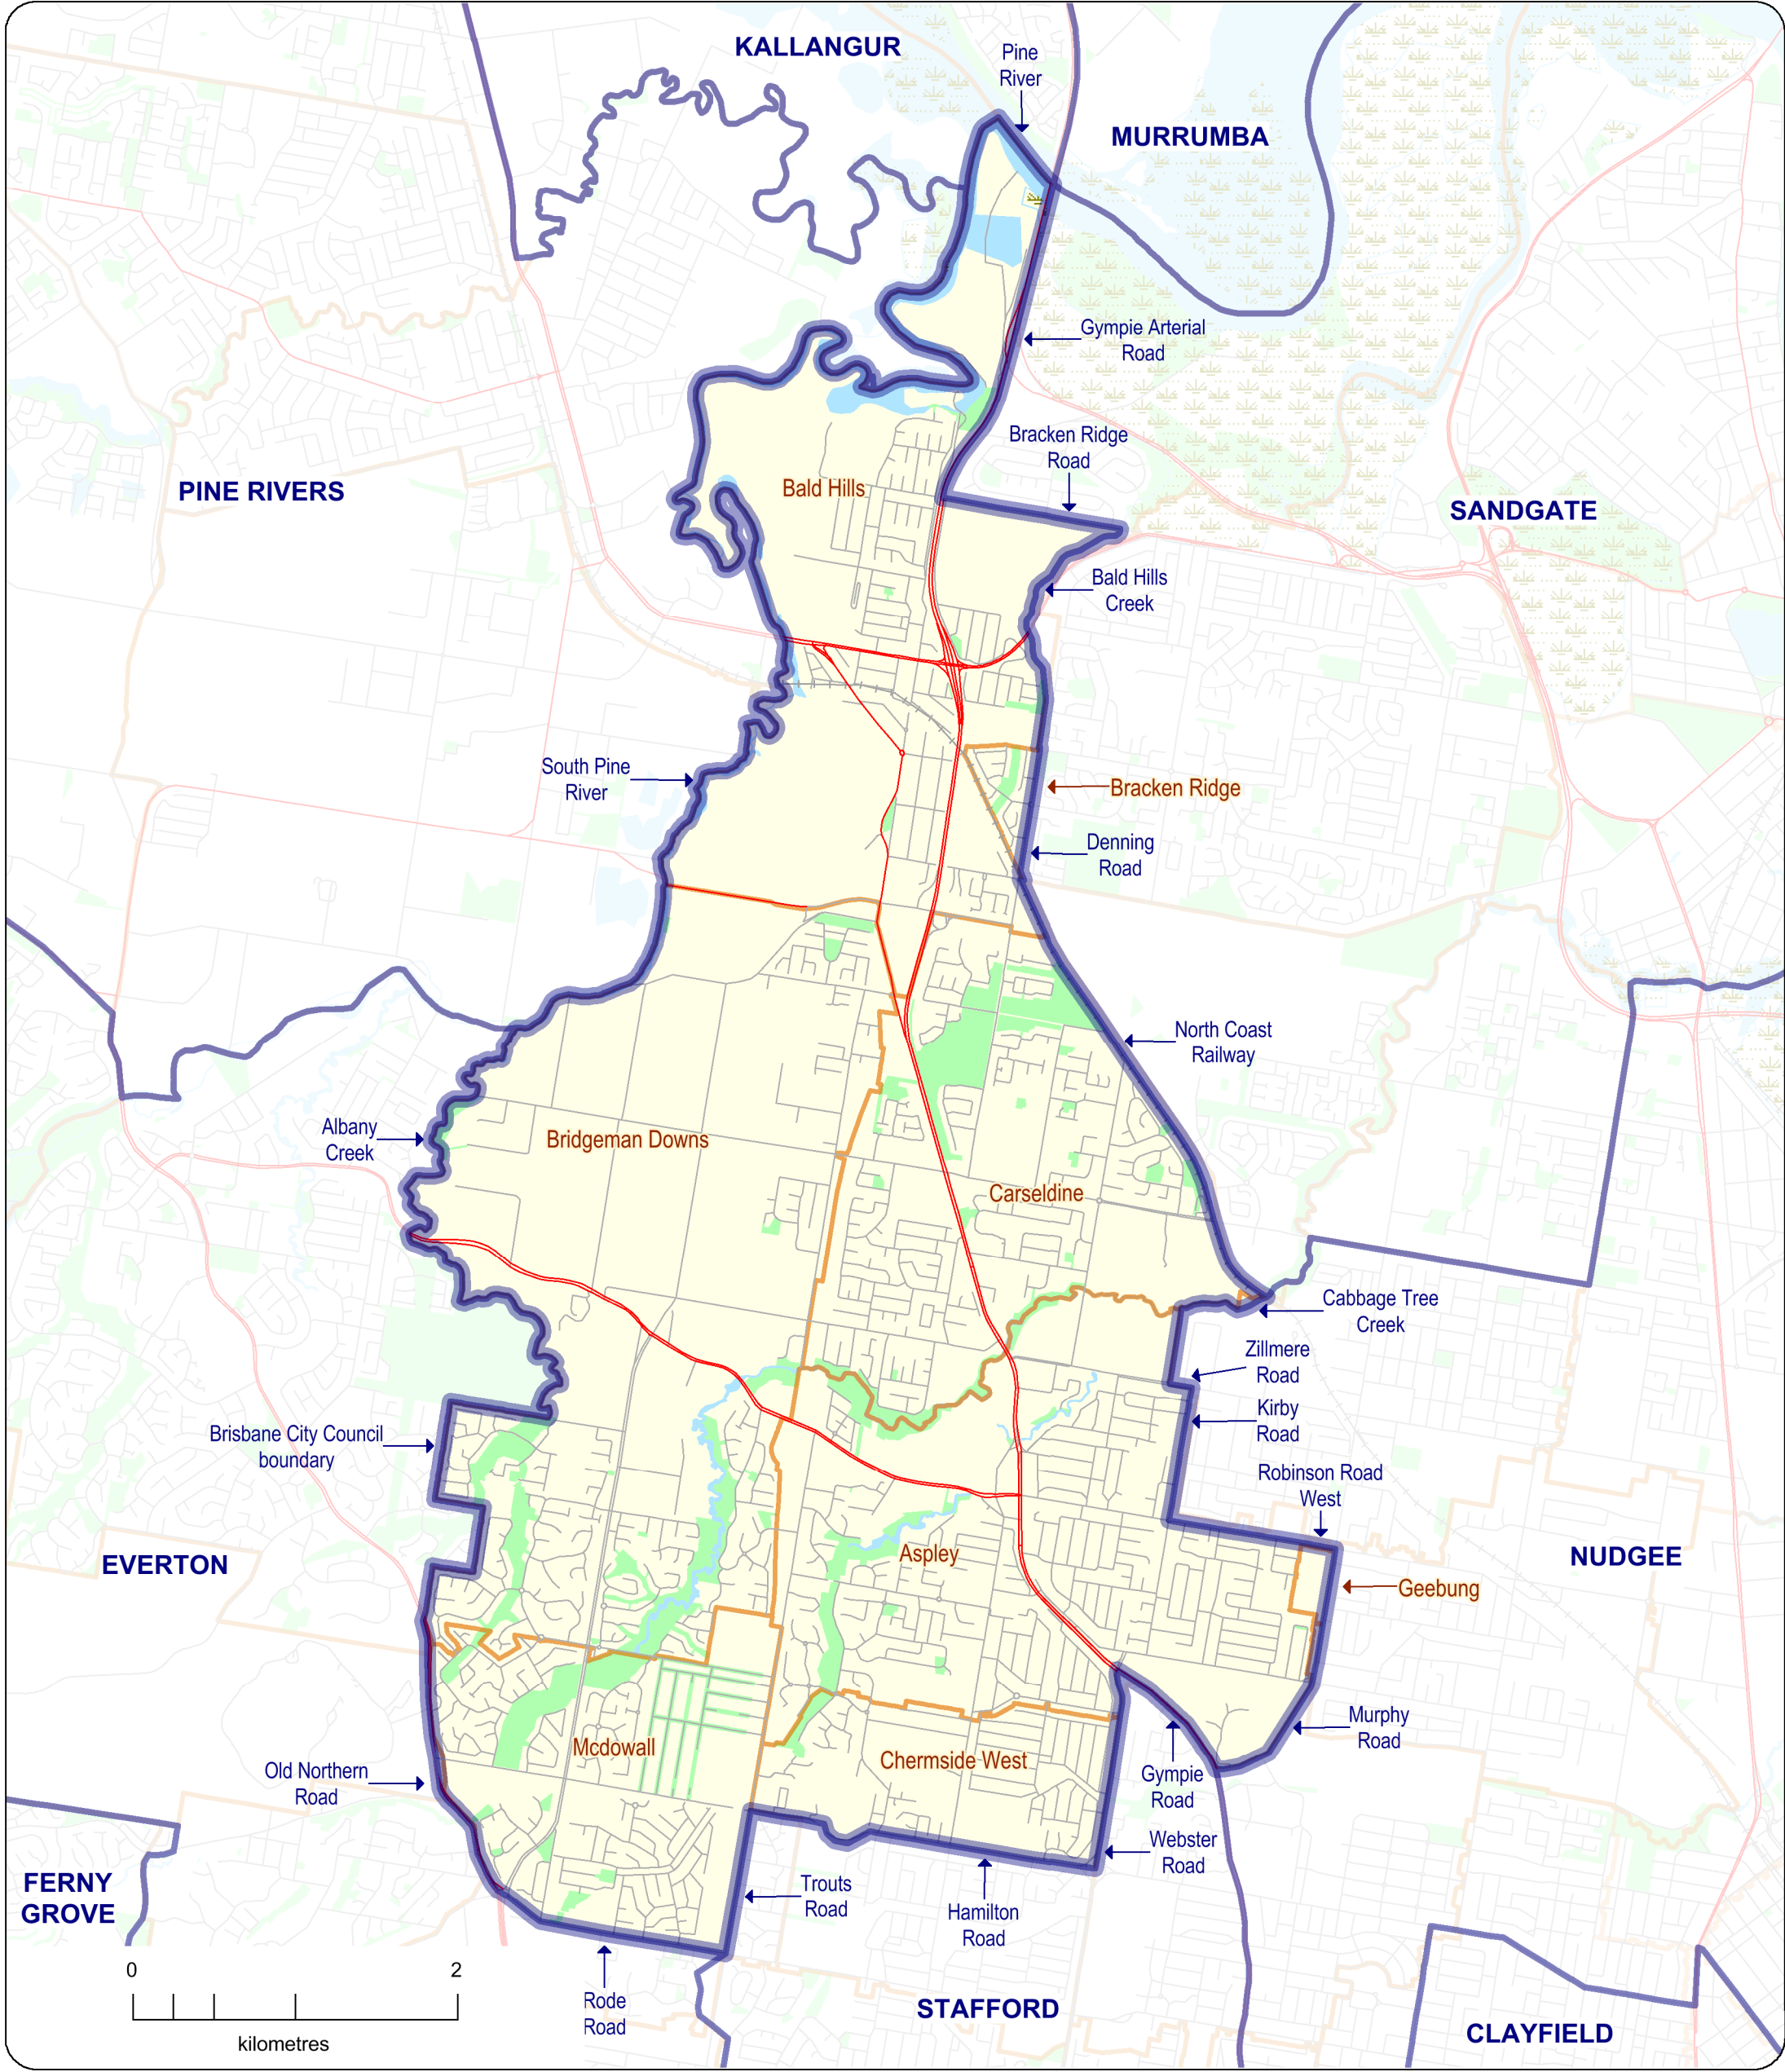 KALLANGUR
Pine
River
MURRUMBA
Gympie Arterial
Road
Bracken Ridge
Road
PINE RIVERS
Bald Hills
SANDGATE
Bald Hills
Creek
South Pine
River
Bracken Ridge
Denning
Road
North Coast
Railway
Albany
Creek
Bridgeman Downs
Carseldine
Cabbage Tree
Creek
Zillmere
Road
Kirby
Road
Brisbane City Council
boundary
Robinson Road
West
EVERTON
Aspley
NUDGEE
Geebung
Murphy
Road
Mcdowall
Chermside West
Old Northern
Road
Gympie
Road
Webster
Road
FERNY
GROVE
Trouts
Road
Hamilton
Road
0
2
kilometres
Rode
Road
STAFFORD
CLAYFIELD